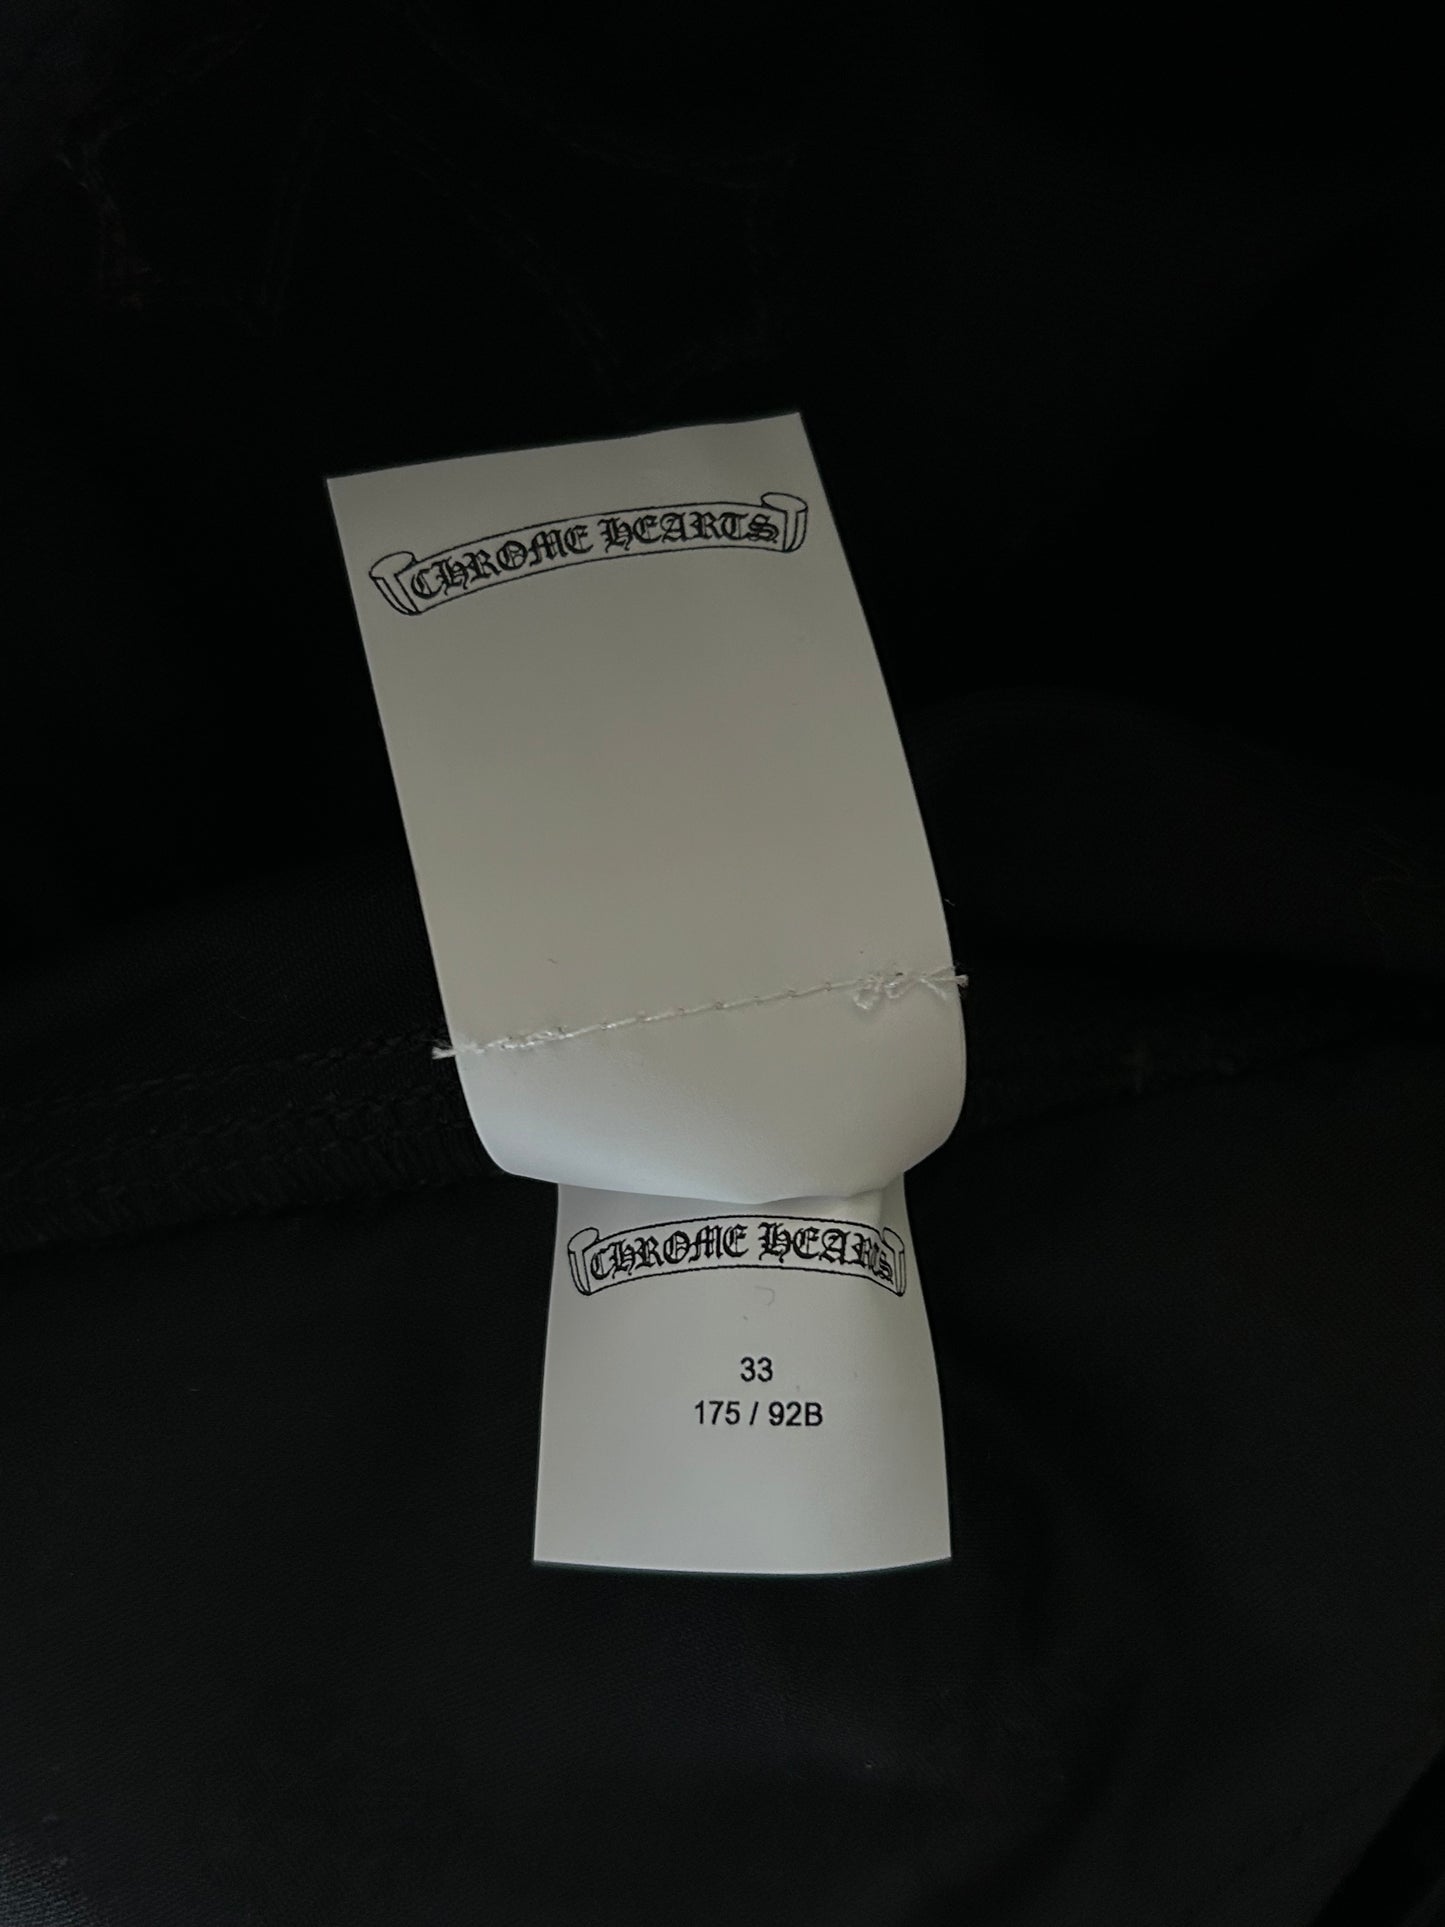 CHROME HEARTS
CHROME HEARTS
33
175 / 92B